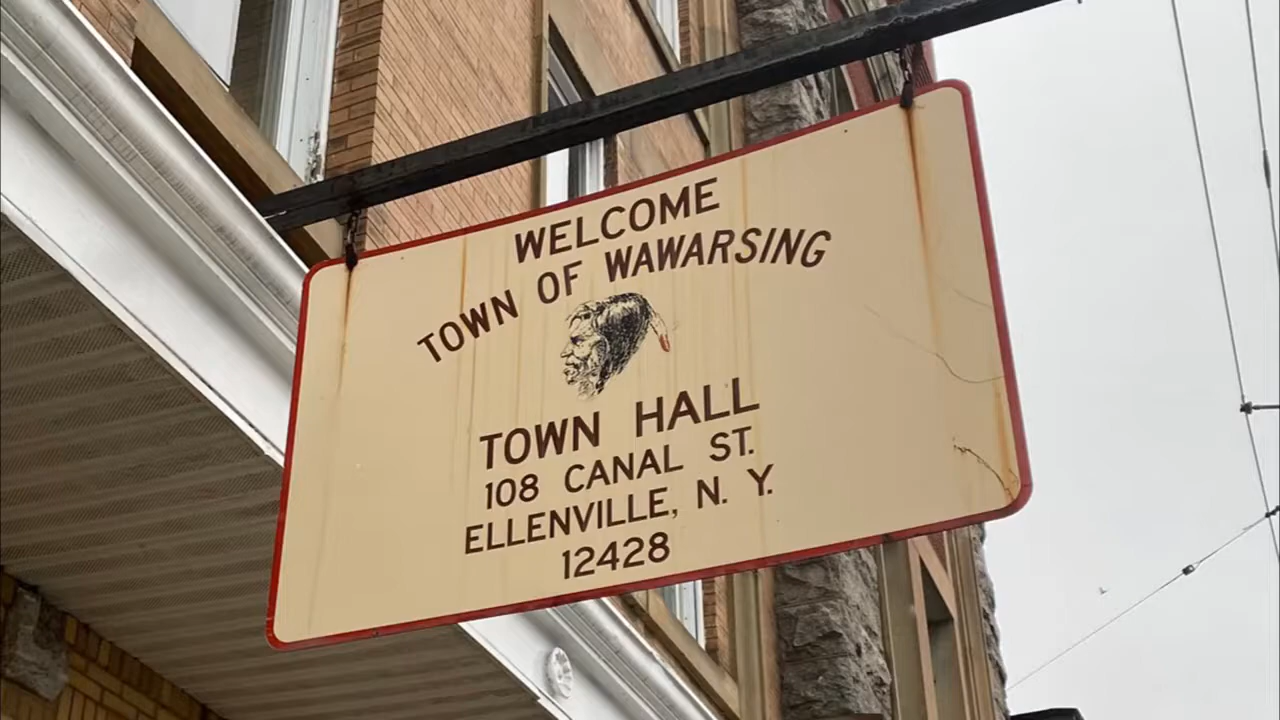 WELCOME
TOWN OF WAWARSING
TOWN HALL
108 CANAL ST.
ELLENVILLE, N. Y.
12428